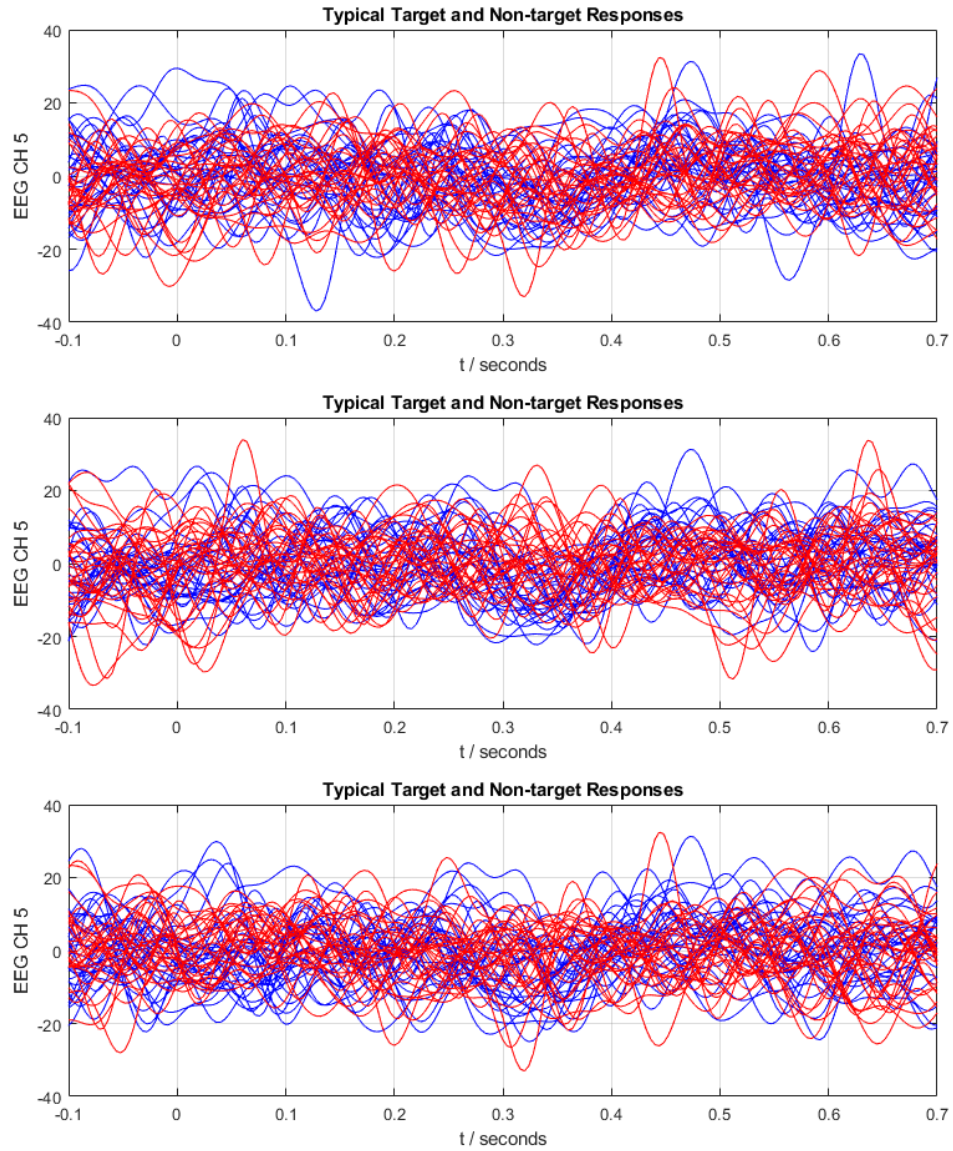 Typical Target and Non-target Responses
40
20
0
-20
-40
EEG CH 5
-0.1 0 0.1 0.2 0.3 0.4 0.5 0.6 0.7
t / seconds
Typical Target and Non-target Responses
40
20
0
-20
-40
EEG CH 5
-0.1 0 0.1 0.2 0.3 0.4 0.5 0.6 0.7
t / seconds
Typical Target and Non-target Responses
40
20
0
-20
-40
EEG CH 5
-0.1 0 0.1 0.2 0.3 0.4 0.5 0.6 0.7
t / seconds